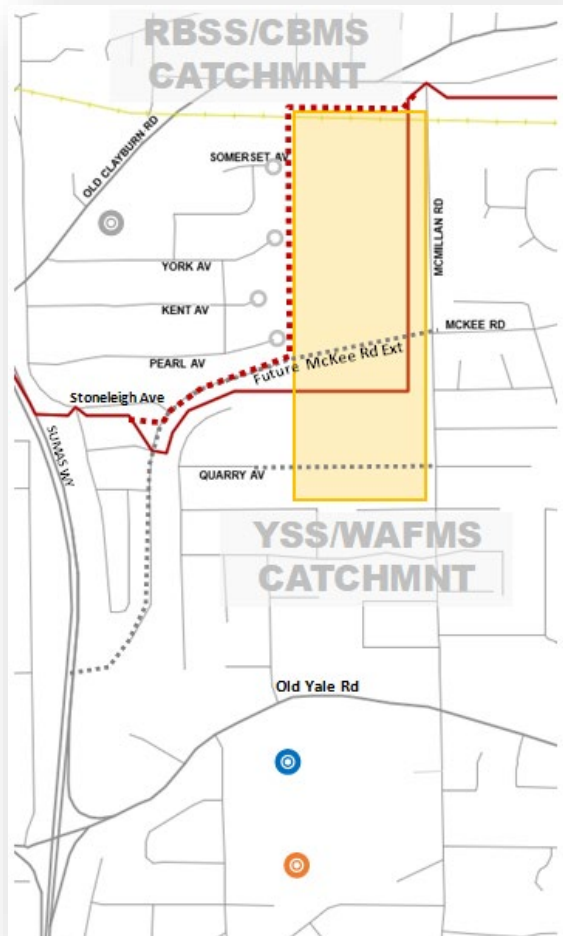 RBSS/CBMS
CATCHMNT
OLD CLAYBURN RD
SOMERSET AV
MCMILLAN RD
YORK AV
KENT AV
MCKEE RD
PEARL AV
Future McKee Rd Ext
Stoneleigh Ave
SUMAS WY
QUARRY AV
YSS/WAFMS
CATCHMNT
Old Yale Rd